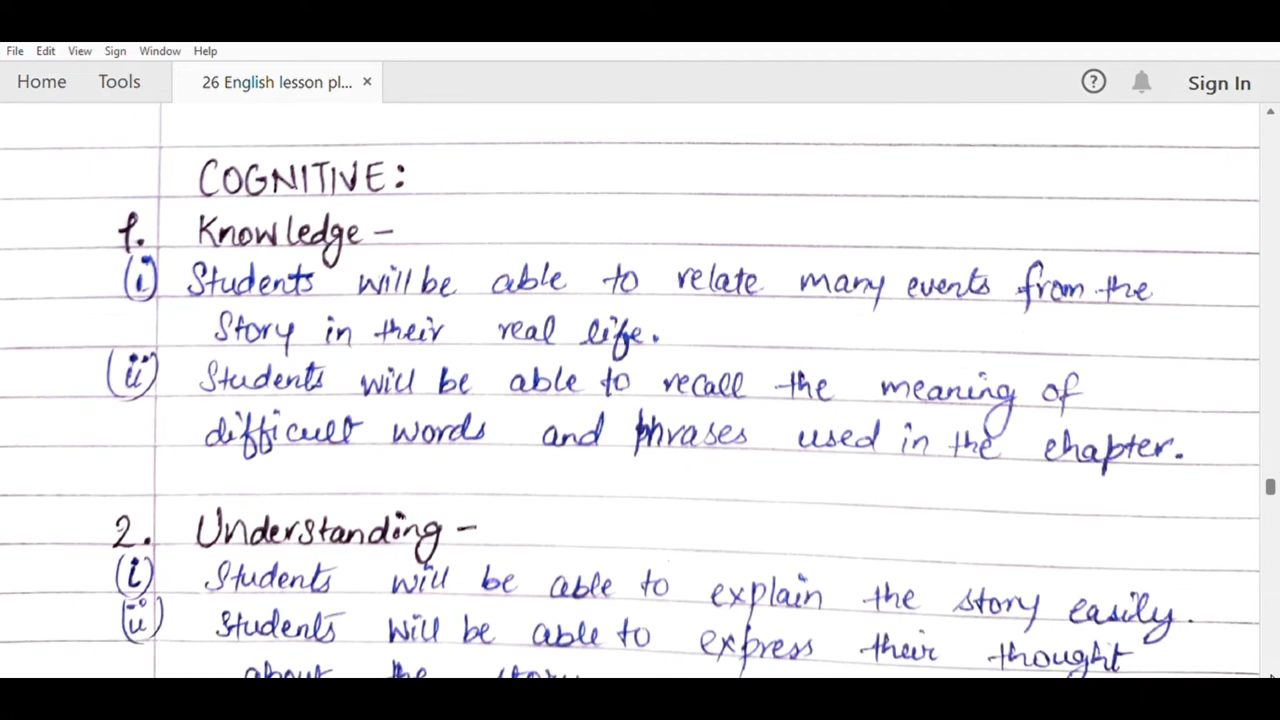 File Edit View Sign Window Help
Home Tools 26 English lesson pl... × ? Sign In
COGNITIVE:
1. Knowledge -
(i) Students will be able to relate many events from the
Story in their real life.
(ii) Students will be able to recall the meaning of
difficult words and phrases used in the chapter.
2. Understanding -
(i) Students will be able to explain the story easily.
(ii) Students will be able to express their thought
about the story